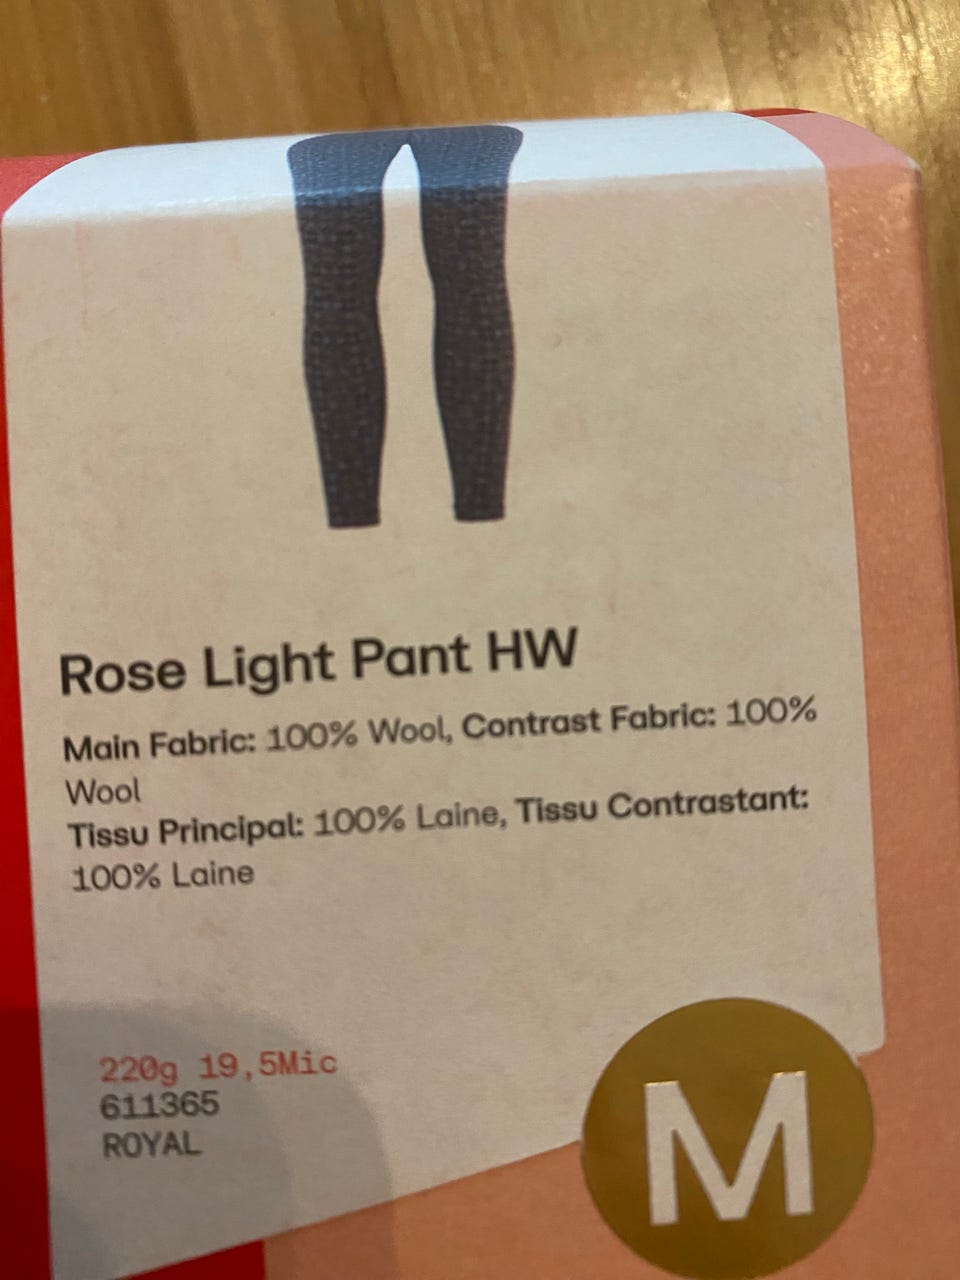 Rose Light Pant HW
Main Fabric: 100% Wool, Contrast Fabric: 100%
Wool
Tissu Principal: 100% Laine, Tissu Contrastant:
100% Laine
220g 19,5Mic
611365
ROYAL
M